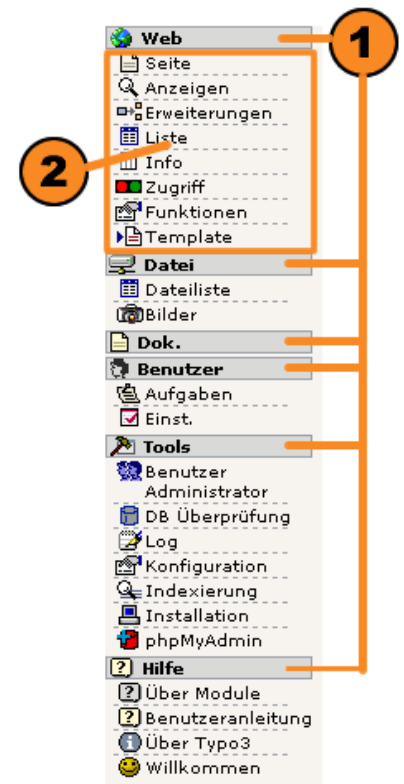 Web
1
Seite
Anzeigen
Erweiterungen
Liste
2
Info
Zugriff
Funktionen
Template
Datei
Dateiliste
Bilder
Dok.
Benutzer
Aufgaben
Einst.
Tools
Benutzer
Administrator
DB Überprüfung
Log
Konfiguration
Indexierung
Installation
phpMyAdmin
Hilfe
Über Module
Benutzeranleitung
Über Typo3
Willkommen